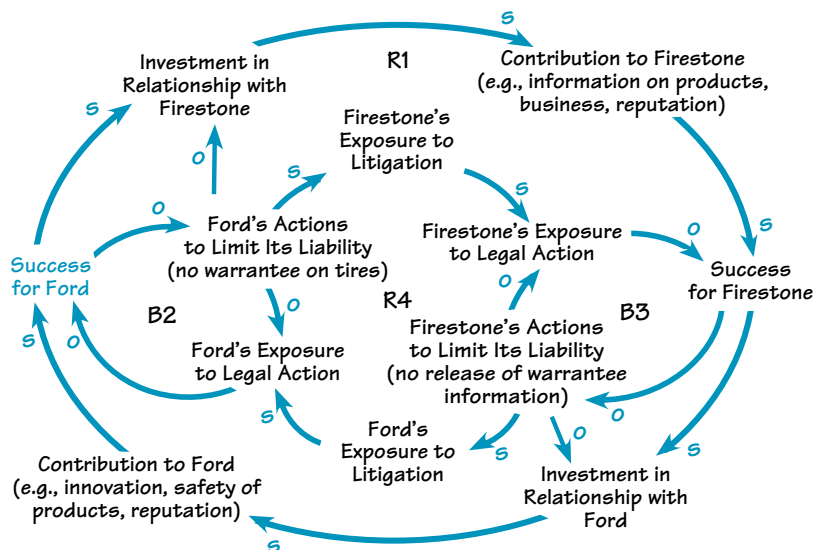 s
R1
Investment in
Relationship with
Firestone
Contribution to Firestone
(e.g., information on products,
business, reputation)
s
Firestone's
Exposure to
Litigation
o
s
s
o
Ford's Actions
to Limit Its Liability
(no warrantee on tires)
Firestone's Exposure
to Legal Action
o
s
Success
for Ford
Success
for Firestone
o
o
B2
R4
B3
s
o
Ford's Exposure
to Legal Action
Firestone's Actions
to Limit Its Liability
(no release of warrantee
information)
s
o
s
o
s
Ford's
Exposure to
Litigation
Contribution to Ford
(e.g., innovation, safety of
products, reputation)
Investment in
Relationship with
Ford
s